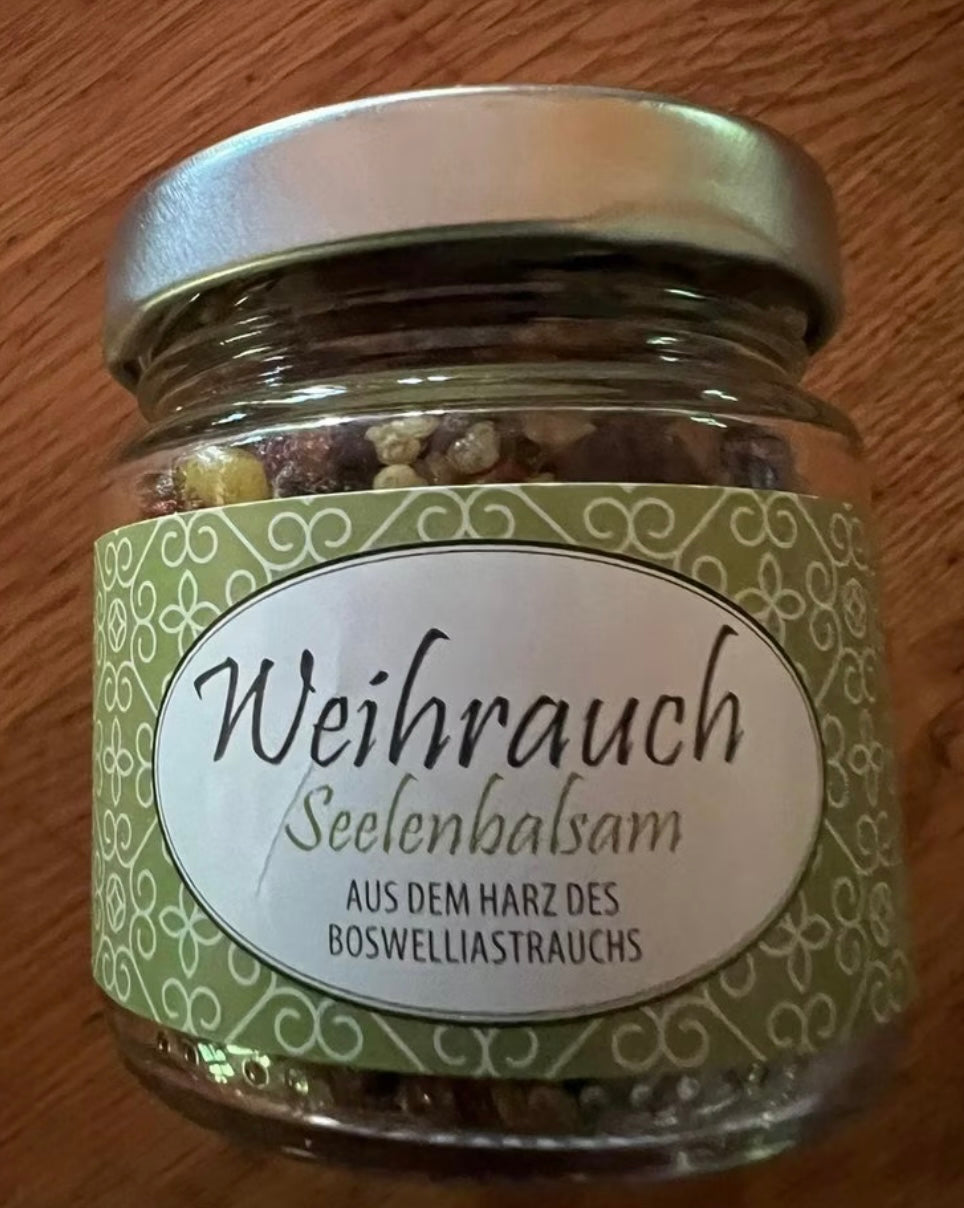 Weihrauch
Seelenbalsam
AUS DEM HARZ DES
BOSWELLIASTRAUCHS